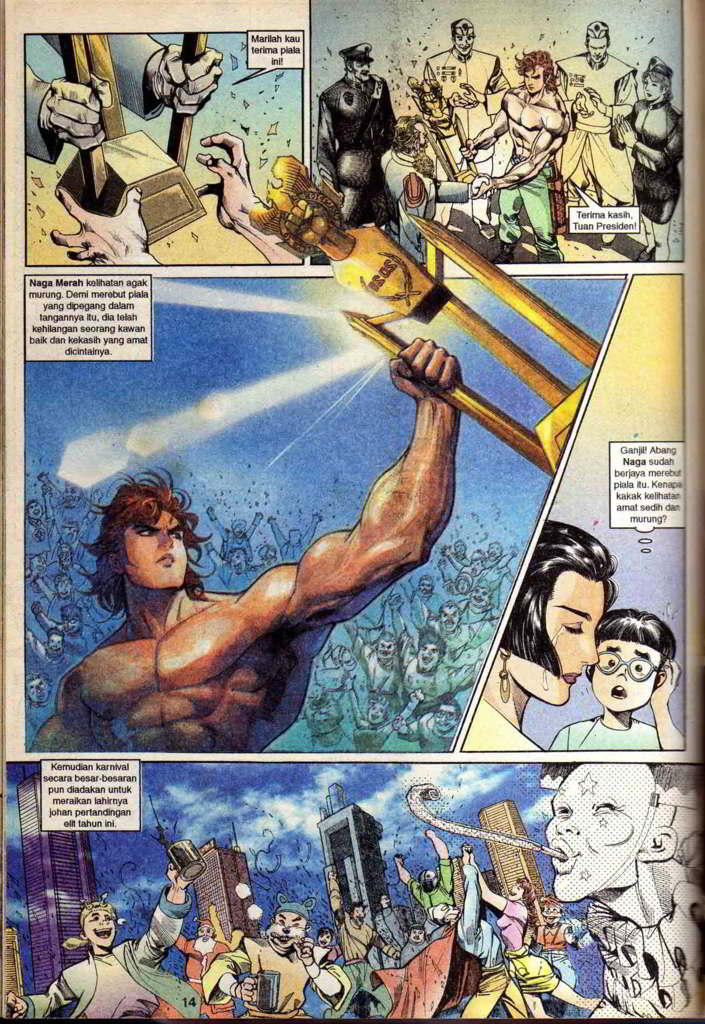 Marilah kau
terima piala
ini!
Terima kasih,
Tuan Presiden!
Naga Merah kelihatan agak
murung. Demi merebut piala
yang dipegang dalam
tangannya itu, dia telah
kehilangan seorang kawan
baik dan kekasih yang amat
dicintainya.
Ganjil! Abang
Naga sudah
berjaya merebut
piala itu. Kenapa
kakak kelihatan
amat sedih dan
murung?
Kemudian karnival
secara besar-besaran
pun diadakan untuk
meraikan lahirnya
johan pertandingan
elit tahun ini.
14